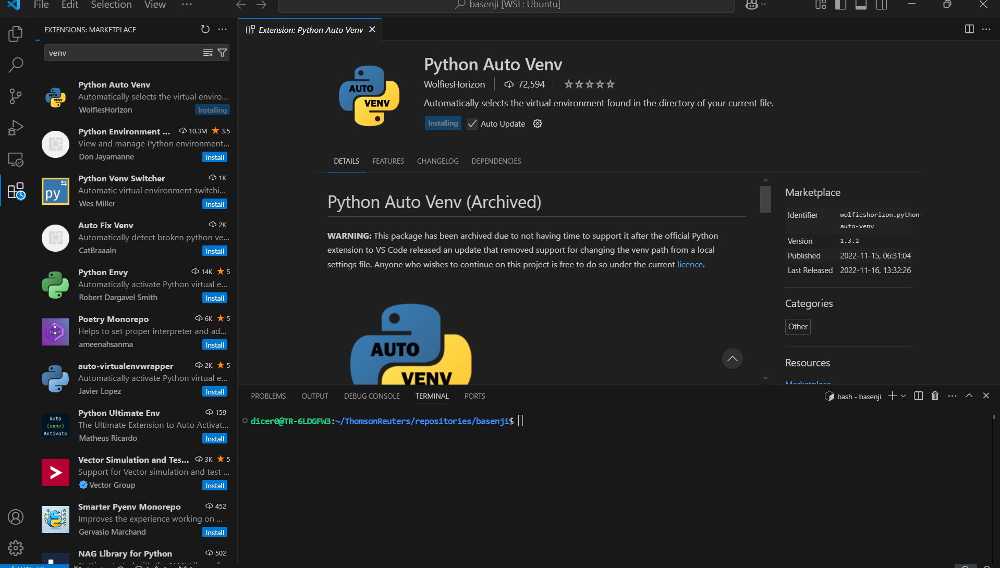 File Edit Selection View ···
basenji [WSL: Ubuntu]
EXTENSIONS: MARKETPLACE
venv
Python Auto Venv
Automatically selects the virtual enviro...
WolfiesHorizon
Installing
Python Environment ... 10.3M 3.5
View and manage Python environment...
Don Jayamanne
Install
Python Venv Switcher 1K
Automatic virtual environment switchi...
Wes Miller
Install
Auto Fix Venv 2K
Automatically detect broken python ve...
CatBraaain
Install
Python Envy 14K 5
Automatically activate Python virtual e...
Robert Dargavel Smith
Install
Poetry Monorepo 6K 5
Helps to set proper interpreter and ad...
ameenahsanma
Install
auto-virtualenvwrapper 2K 5
Automatically activate Python virtual e...
Javier Lopez
Install
Auto
(venv)
Activate
Python Ultimate Env 159
The Ultimate Extension to Auto Activat...
Matheus Ricardo
Install
Vector Simulation and Tes... 3K 5
Support for Vector simulation and test ...
Vector Group
Install
Smarter Pyenv Monorepo 452
Improves the experience working on ...
Gervasio Marchand
Install
NAG Library for Python 502
py
AUTO
VENV
Extension: Python Auto Venv
AUTO
VENV
Python Auto Venv
WolfiesHorizon 72,594
Automatically selects the virtual environment found in the directory of your current file.
Installing Auto Update
DETAILS FEATURES CHANGELOG DEPENDENCIES
Python Auto Venv (Archived)
WARNING: This package has been archived due to not having time to support it after the official Python
extension to VS Code released an update that removed support for changing the venv path from a local
settings file. Anyone who wishes to continue on this project is free to do so under the current licence.
AUTO
VENV
Marketplace
Identifier wolfieshorizon.python-
auto-venv
Version 1.3.2
Published 2022-11-15, 06:31:04
Last Released 2022-11-16, 13:32:26
Categories
Other
Resources
Marketplace
PROBLEMS OUTPUT DEBUG CONSOLE TERMINAL PORTS
bash - basenji
dicer0@TR-6LDGFW3:~/ThomsonReuters/repositories/basenji$